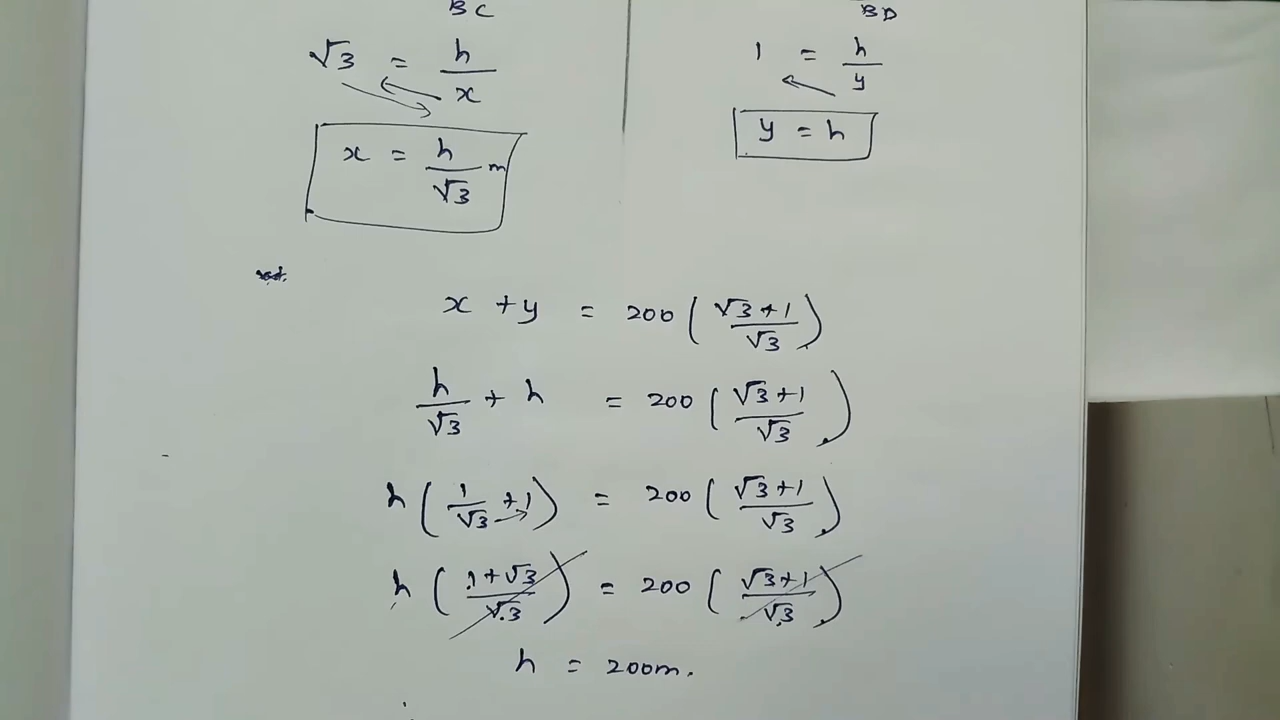 BC
√3 = h/x
x = h/√3 m
BD
1 = h/y
y = h
x + y = 200 ( (√3+1)/√3 )
h/√3 + h = 200 ( (√3+1)/√3 )
h ( 1/√3 + 1 ) = 200 ( (√3+1)/√3 )
h ( (1+√3)/√3 ) = 200 ( (√3+1)/√3 )
h = 200m.